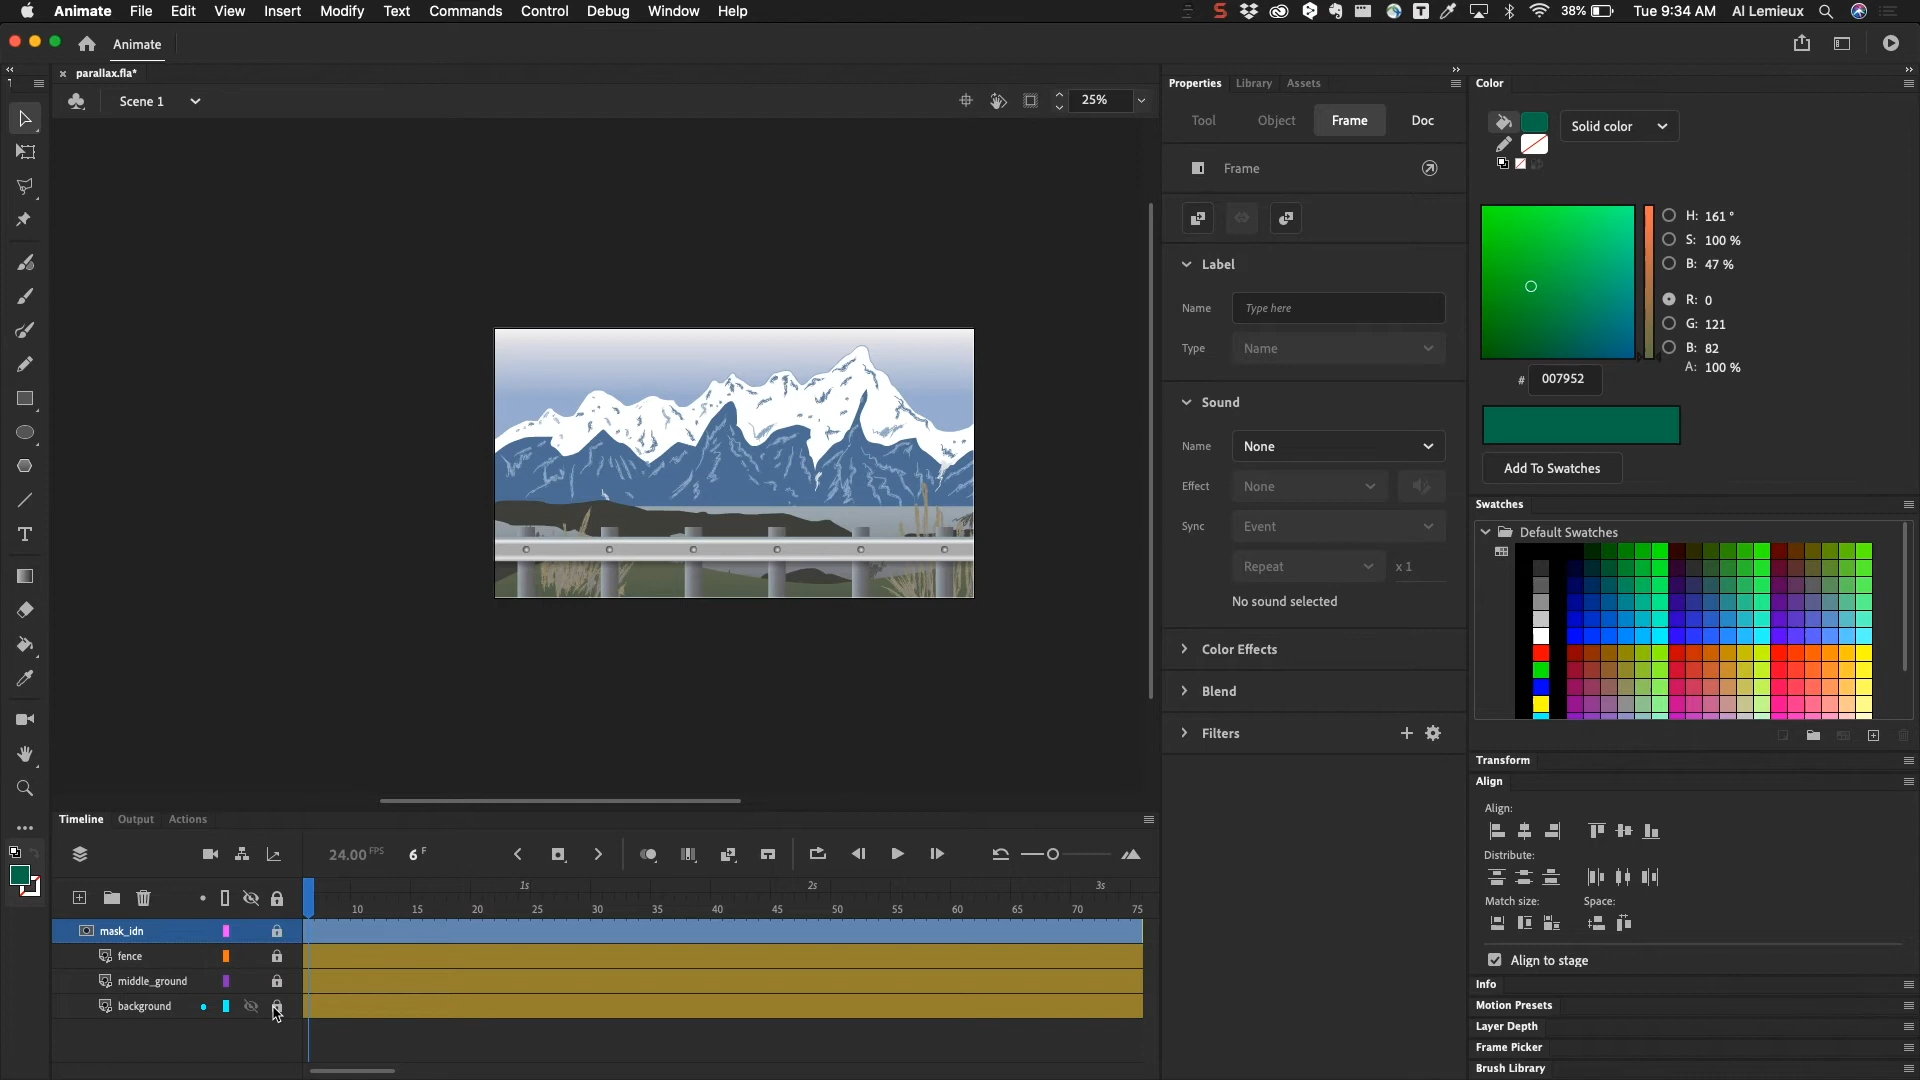 Animate File Edit View Insert Modify Text Commands Control Debug Window Help 38% Tue 9:34 AM Al Lemieux
Animate
parallax.fla*
Scene 1 25%
Properties Library Assets
Tool Object Frame Doc
Frame
Label
Name Type here
Type Name
Sound
Name None
Effect None
Sync Event
Repeat x 1
No sound selected
Color Effects
Blend
Filters
Color
Solid color
H: 161 °
S: 100 %
B: 47 %
R: 0
G: 121
B: 82
A: 100 %
# 007952
Add To Swatches
Swatches
Default Swatches
Transform
Align
Align:
Distribute:
Match size: Space:
Align to stage
Info
Motion Presets
Layer Depth
Frame Picker
Brush Library
Timeline Output Actions
24.00 FPS 6 F
1s 2s 3s
10 15 20 25 30 35 40 45 50 55 60 65 70 75
mask_idn
fence
middle_ground
background